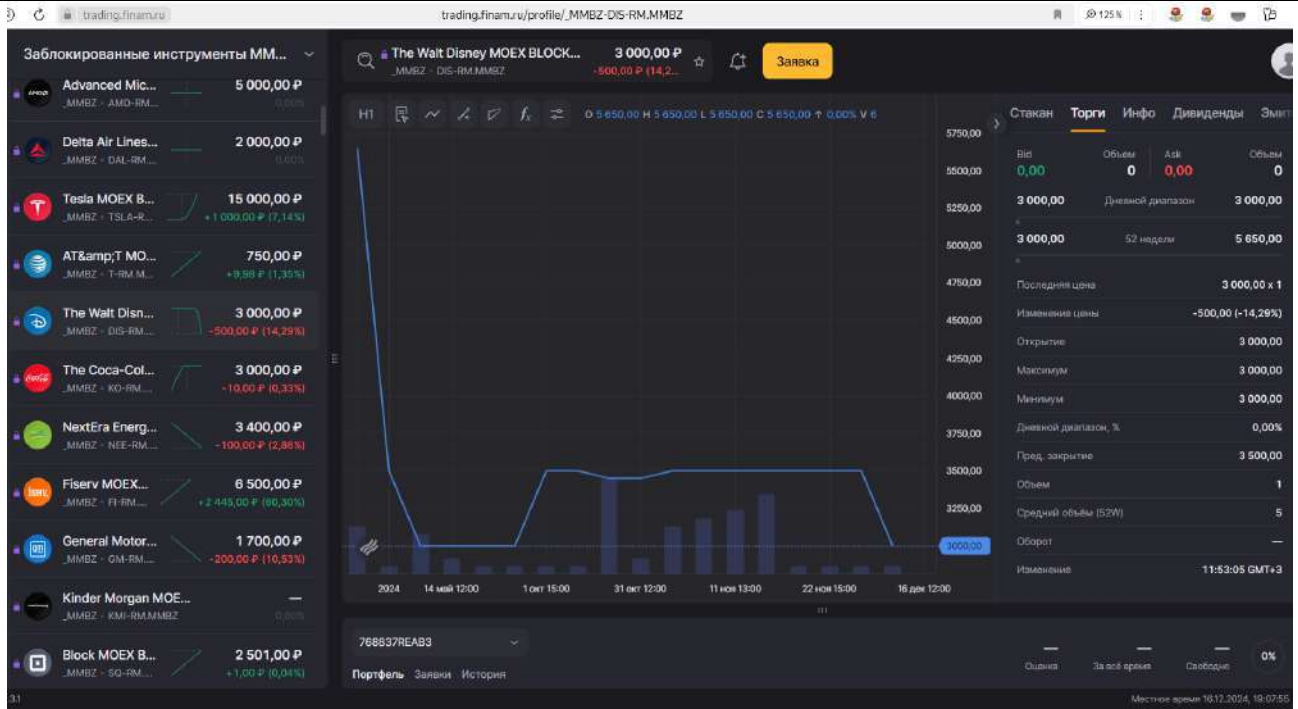 trading.finam.ru
trading.finam.ru/profile/_MMBZ-DIS-RM.MMBZ
125 %
Заблокированные инструменты ММ...
Advanced Mic...
5 000,00 ₽
_MMBZ · AMD-RM...
0,00%
Delta Air Lines...
2 000,00 ₽
_MMBZ · DAL-RM...
0,00%
Tesla MOEX B...
15 000,00 ₽
_MMBZ · TSLA-R...
+1 000,00 ₽ (7,14%)
AT&amp;T MO...
750,00 ₽
_MMBZ · T-RM.M...
+9,98 ₽ (1,35%)
The Walt Disn...
3 000,00 ₽
_MMBZ · DIS-RM....
-500,00 ₽ (14,29%)
The Coca-Col...
3 000,00 ₽
_MMBZ · KO-RM....
-10,00 ₽ (0,33%)
NextEra Energ...
3 400,00 ₽
_MMBZ · NEE-RM....
-100,00 ₽ (2,86%)
Fiserv MOEX...
6 500,00 ₽
_MMBZ · FI-RM....
+2 445,00 ₽ (60,30%)
General Motor...
1 700,00 ₽
_MMBZ · GM-RM....
-200,00 ₽ (10,53%)
Kinder Morgan MOE...
—
_MMBZ · KMI-RM.MMBZ
0,00%
Block MOEX B...
2 501,00 ₽
_MMBZ · SQ-RM....
+1,00 ₽ (0,04%)
The Walt Disney MOEX BLOCK...
3 000,00 ₽
_MMBZ · DIS-RM.MMBZ
-500,00 ₽ (14,2...
Заявка
H1
O 5 650,00 H 5 650,00 L 5 650,00 C 5 650,00 ↑ 0,00% V 6
5750,00
5500,00
5250,00
5000,00
4750,00
4500,00
4250,00
4000,00
3750,00
3500,00
3250,00
3000,00
2024
14 май 12:00
1 окт 15:00
31 окт 12:00
11 ноя 13:00
22 ноя 15:00
16 дек 12:00
Стакан Торги Инфо Дивиденды Эмит
Bid Объем Ask Объем
0,00 0 0,00 0
3 000,00 Дневной диапазон 3 000,00
3 000,00 52 недели 5 650,00
Последняя цена 3 000,00 x 1
Изменение цены -500,00 (-14,29%)
Открытие 3 000,00
Максимум 3 000,00
Минимум 3 000,00
Дневной диапазон, % 0,00%
Пред. закрытие 3 500,00
Объем 1
Средний объём (52W) 5
Оборот —
Изменение 11:53:05 GMT+3
768837REAB3
Портфель Заявки История
— — —
Оценка За всё время Свободно
0%
Местное время 16.12.2024, 19:07:55